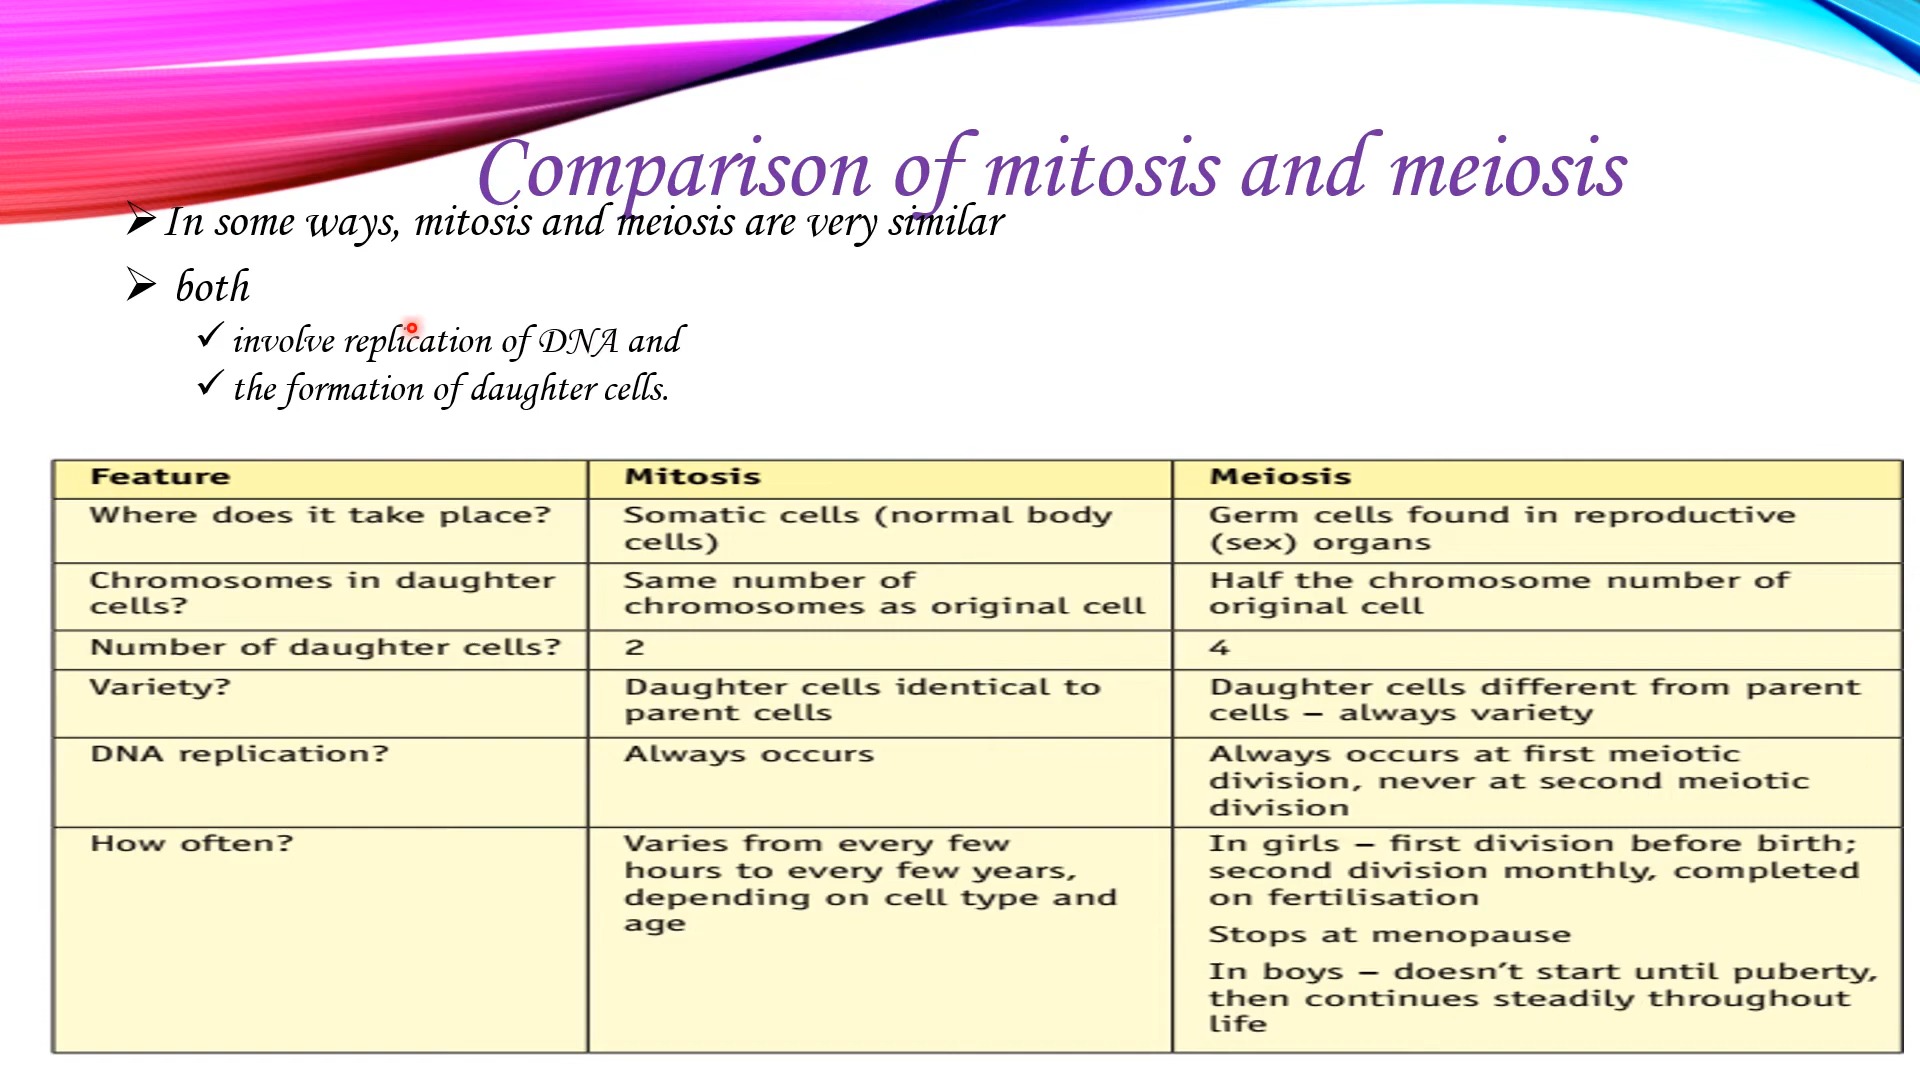 Comparison of mitosis and meiosis
In some ways, mitosis and meiosis are very similar
both
involve replication of DNA and
the formation of daughter cells.
Feature
Mitosis
Meiosis
Where does it take place?
Somatic cells (normal body
cells)
Germ cells found in reproductive
(sex) organs
Chromosomes in daughter
cells?
Same number of
chromosomes as original cell
Half the chromosome number of
original cell
Number of daughter cells?
2
4
Variety?
Daughter cells identical to
parent cells
Daughter cells different from parent
cells – always variety
DNA replication?
Always occurs
Always occurs at first meiotic
division, never at second meiotic
division
How often?
Varies from every few
hours to every few years,
depending on cell type and
age
In girls – first division before birth;
second division monthly, completed
on fertilisation
Stops at menopause
In boys – doesn’t start until puberty,
then continues steadily throughout
life